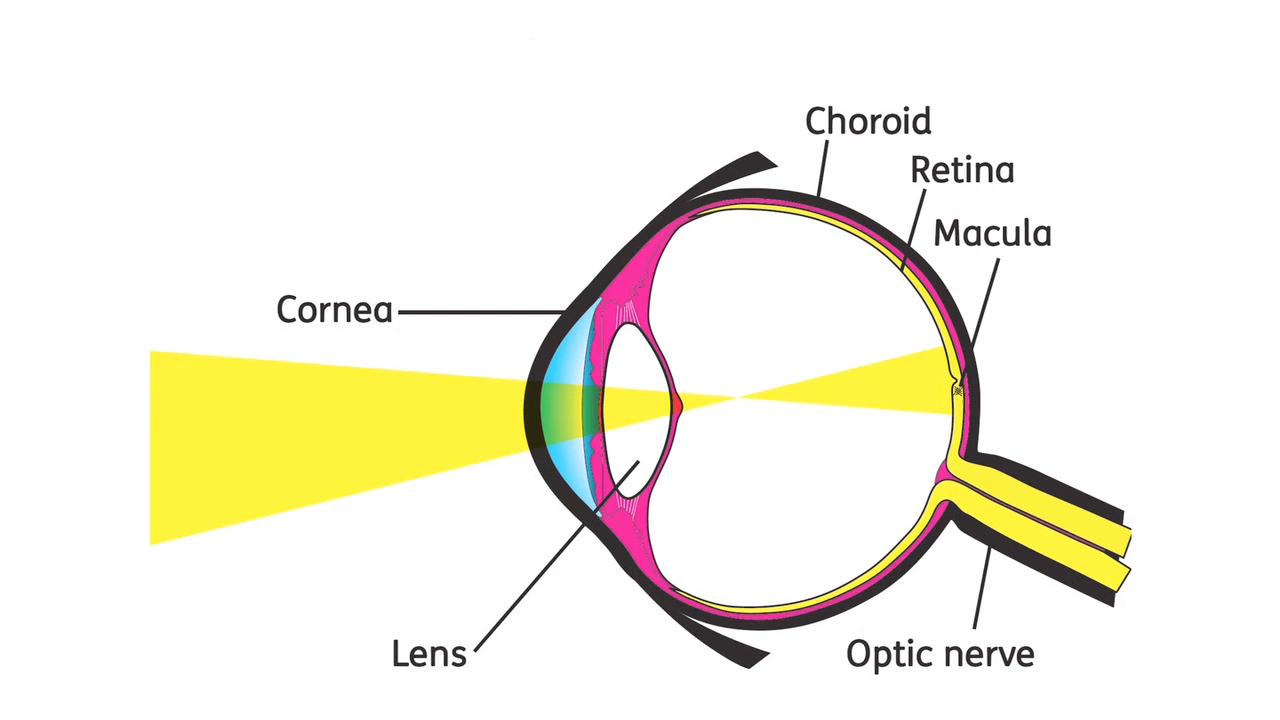 Choroid
Retina
Macula
Cornea
Lens
Optic nerve